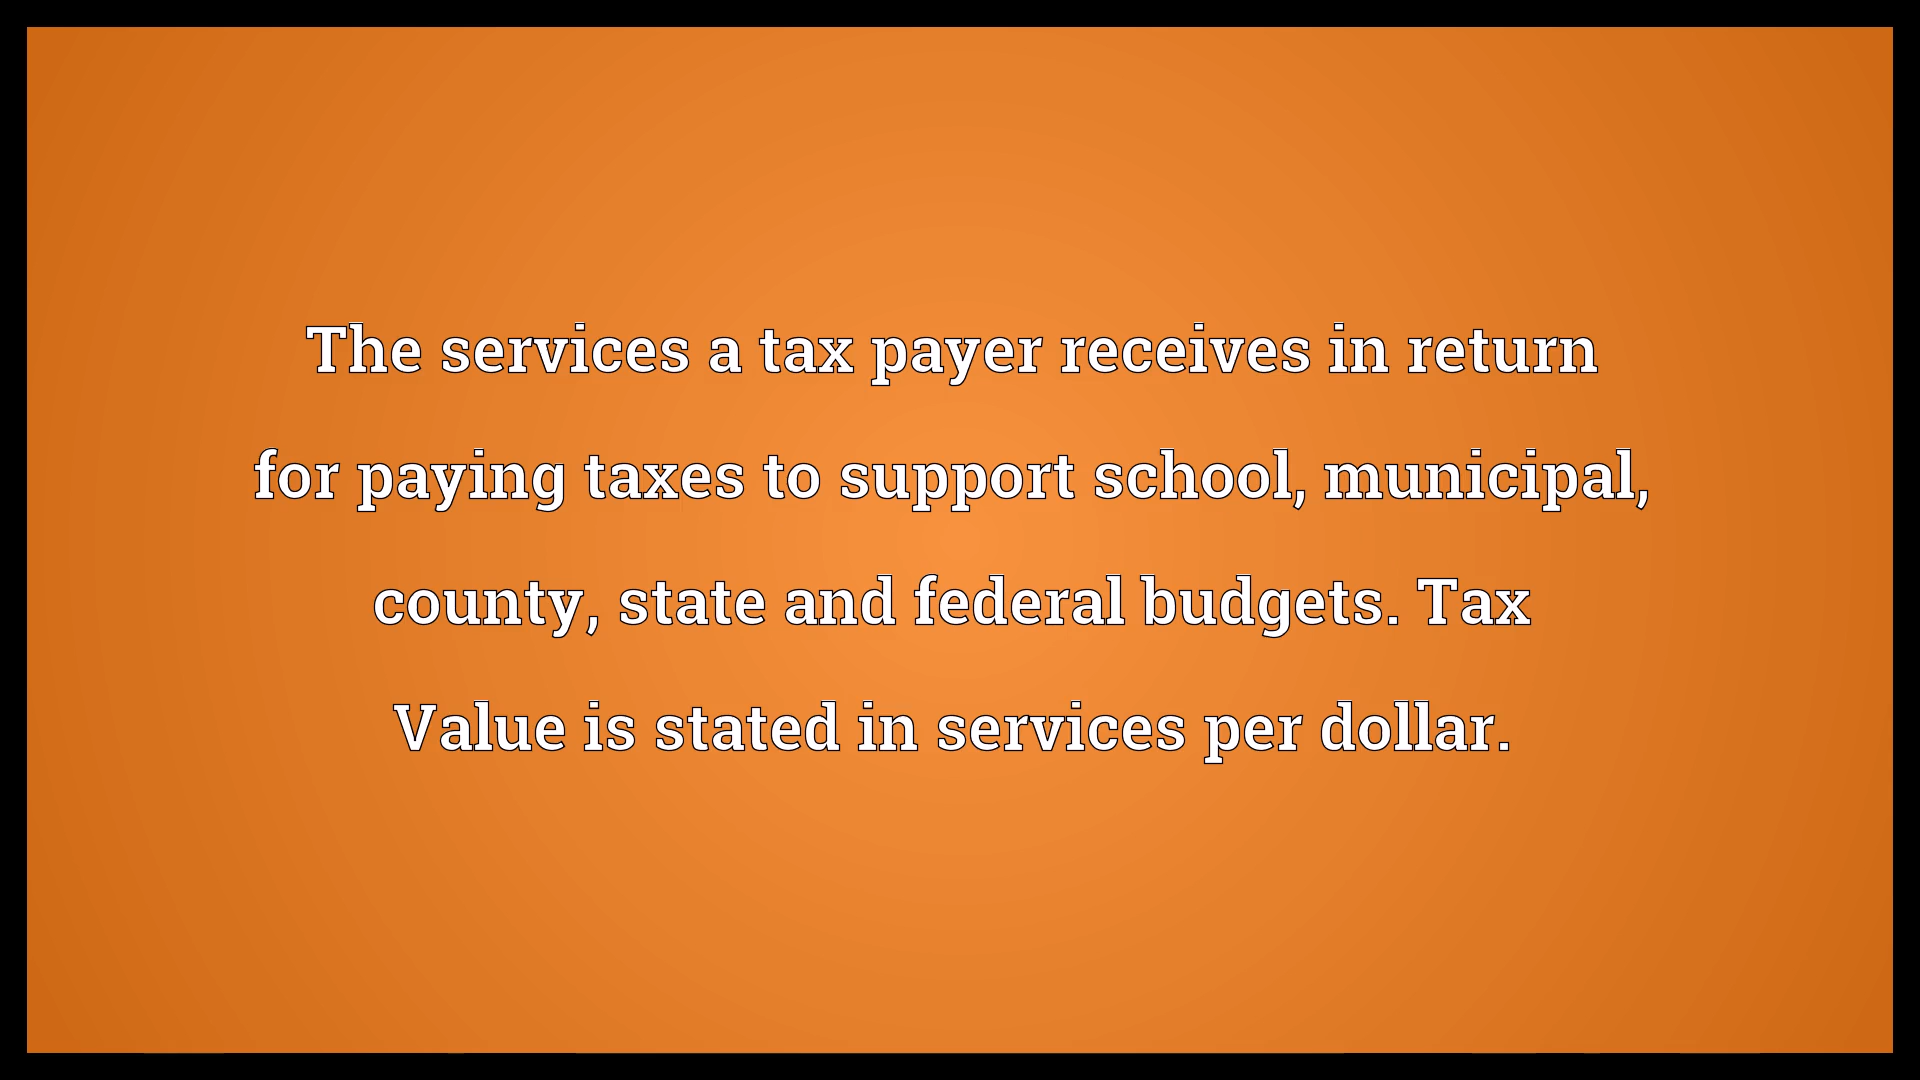 The services a tax payer receives in return
for paying taxes to support school, municipal,
county, state and federal budgets. Tax
Value is stated in services per dollar.